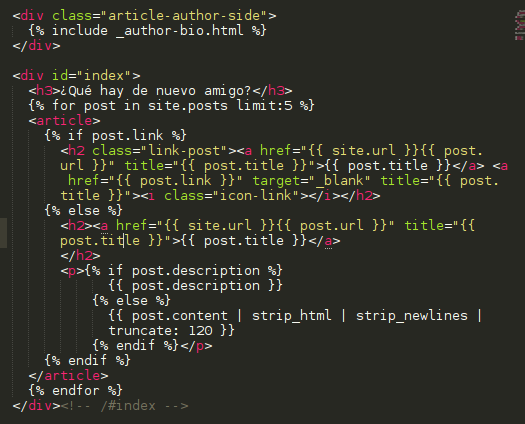 <div class="article-author-side">
{% include _author-bio.html %}
</div>
<div id="index">
<h3>¿Qué hay de nuevo amigo?</h3>
{% for post in site.posts limit:5 %}
<article>
{% if post.link %}
<h2 class="link-post"><a href="{{ site.url }}{{ post.
url }}" title="{{ post.title }}">{{ post.title }}</a> <a
href="{{ post.link }}" target="_blank" title="{{ post.
title }}"><i class="icon-link"></i></h2>
{% else %}
<h2><a href="{{ site.url }}{{ post.url }}" title="{{
post.title }}">{{ post.title }}</a>
</h2>
<p>{% if post.description %}
{{ post.description }}
{% else %}
{{ post.content | strip_html | strip_newlines |
truncate: 120 }}
{% endif %}</p>
{% endif %}
</article>
{% endfor %}
</div><!-- /#index -->